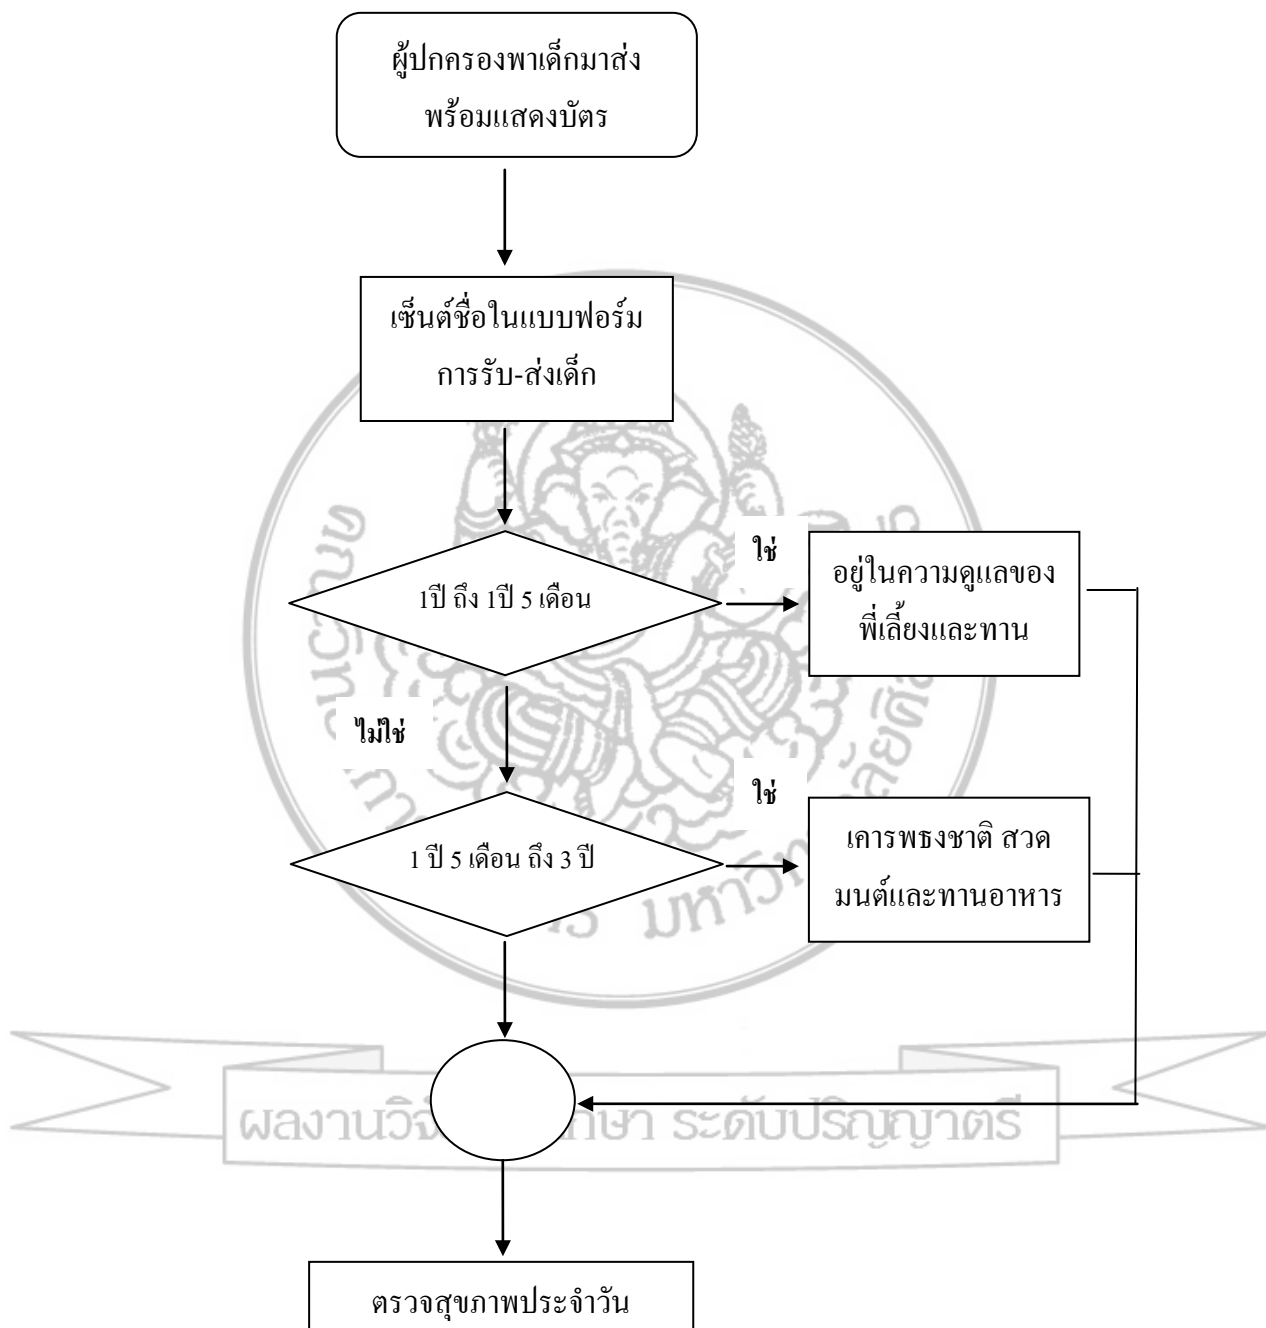 ผู้ปกครองพาเด็กมาส่ง
พร้อมแสดงบัตร
เซ็นต์ชื่อในแบบฟอร์ม
การรับ-ส่งเด็ก
ใช่
1ปี ถึง 1ปี 5 เดือน
อยู่ในความดูแลของ
พี่เลี้ยงและทาน
ไม่ใช่
ใช่
1 ปี 5 เดือน ถึง 3 ปี
เคารพธงชาติ สวด
มนต์และทานอาหาร
ผลงานวิจั ระดับปริญญาตรี
ตรวจสุขภาพประจำวัน